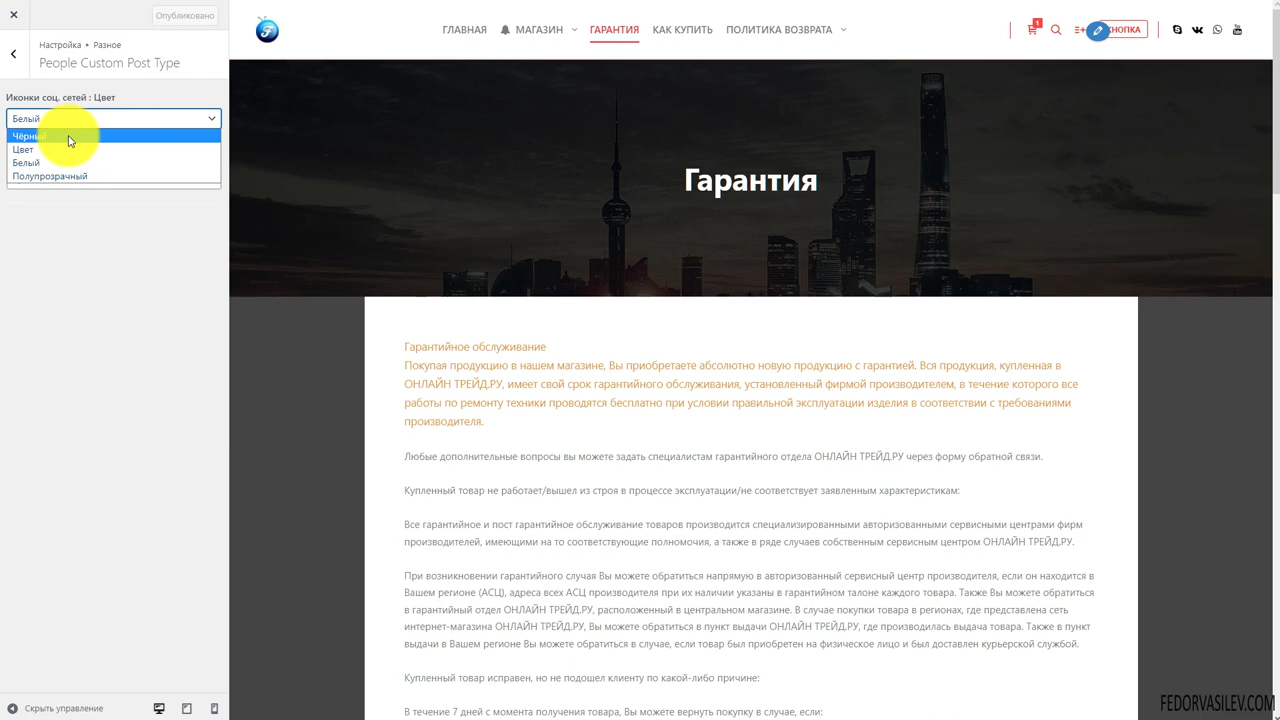 Опубликовано
Настройка ▸ Разное
People Custom Post Type
Иконки соц. сетей : Цвет
Белый
Чёрный
Цвет
Белый
Полупрозрачный
Скрыть управление
ГЛАВНАЯ МАГАЗИН ГАРАНТИЯ КАК КУПИТЬ ПОЛИТИКА ВОЗВРАТА
1
КНОПКА
Гарантия
Гарантийное обслуживание
Покупая продукцию в нашем магазине, Вы приобретаете абсолютно новую продукцию с гарантией. Вся продукция, купленная в
ОНЛАЙН ТРЕЙД.РУ, имеет свой срок гарантийного обслуживания, установленный фирмой производителем, в течение которого все
работы по ремонту техники проводятся бесплатно при условии правильной эксплуатации изделия в соответствии с требованиями
производителя.
Любые дополнительные вопросы вы можете задать специалистам гарантийного отдела ОНЛАЙН ТРЕЙД.РУ через форму обратной связи.
Купленный товар не работает/вышел из строя в процессе эксплуатации/не соответствует заявленным характеристикам:
Все гарантийное и пост гарантийное обслуживание товаров производится специализированными авторизованными сервисными центрами фирм
производителей, имеющими на то соответствующие полномочия, а также в ряде случаев собственным сервисным центром ОНЛАЙН ТРЕЙД.РУ.
При возникновении гарантийного случая Вы можете обратиться напрямую в авторизованный сервисный центр производителя, если он находится в
Вашем регионе (АСЦ), адреса всех АСЦ производителя при их наличии указаны в гарантийном талоне каждого товара. Также Вы можете обратиться
в гарантийный отдел ОНЛАЙН ТРЕЙД.РУ, расположенный в центральном магазине. В случае покупки товара в регионах, где представлена сеть
интернет-магазина ОНЛАЙН ТРЕЙД.РУ, Вы можете обратиться в пункт выдачи ОНЛАЙН ТРЕЙД.РУ, где производилась выдача товара. Также в пункт
выдачи в Вашем регионе Вы можете обратиться в случае, если товар был приобретен на физическое лицо и был доставлен курьерской службой.
Купленный товар исправен, но не подошел клиенту по какой-либо причине:
В течение 7 дней с момента получения товара, Вы можете вернуть покупку в случае, если:
FEDORVASILEV.COM